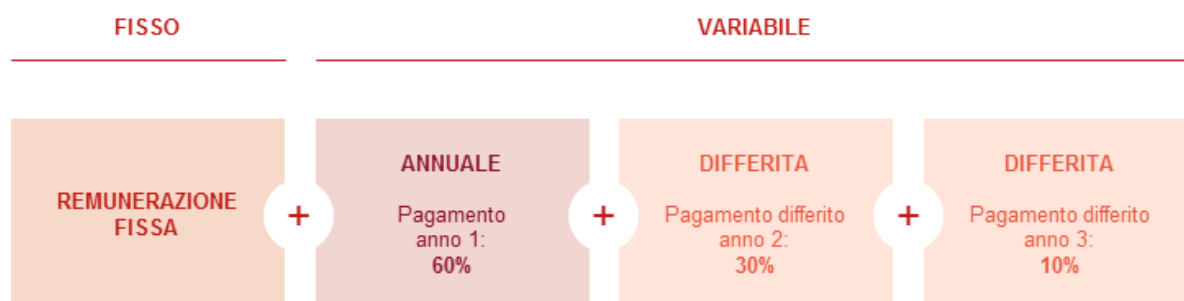 FISSO
VARIABILE
REMUNERAZIONE
FISSA
+
ANNUALE
Pagamento
anno 1:
60%
+
DIFFERITA
Pagamento differito
anno 2:
30%
+
DIFFERITA
Pagamento differito
anno 3:
10%